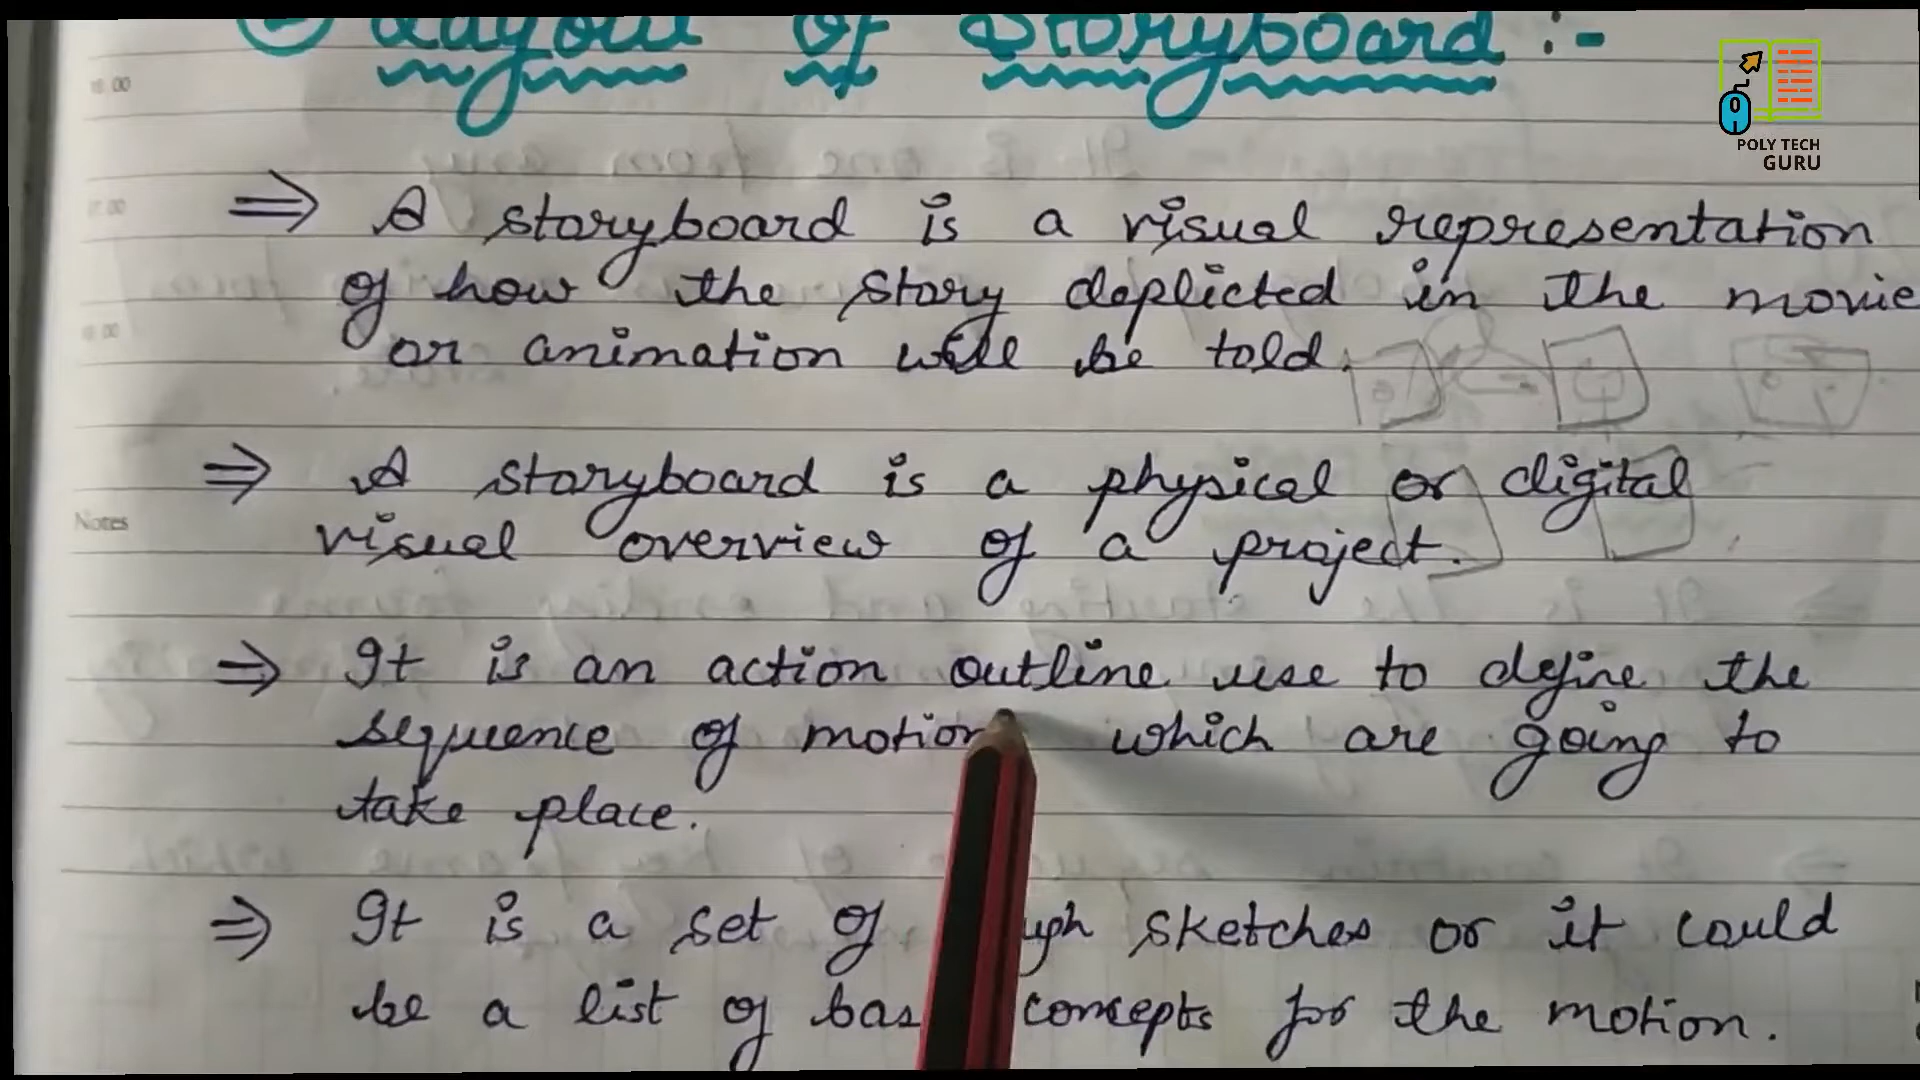 Layout of Storyboard :-
POLY TECH
GURU
⇒ A storyboard is a visual representation
of how the story depicted in the movie
or animation will be told.
⇒ A storyboard is a physical or digital
Notes
visual overview of a project.
⇒ It is an action outline use to define the
sequence of motion which are going to
take place.
⇒ It is a set of sketches or it could
be a list of concepts for the motion.